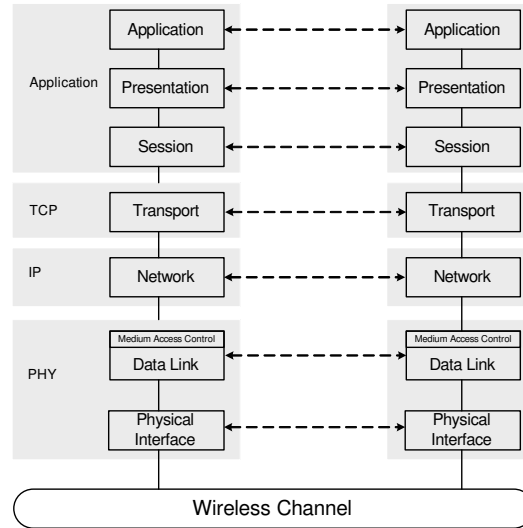 Application
Application
Application
Presentation
Presentation
Session
Session
TCP
Transport
Transport
IP
Network
Network
PHY
Medium Access Control
Data Link
Medium Access Control
Data Link
Physical
Interface
Physical
Interface
Wireless Channel